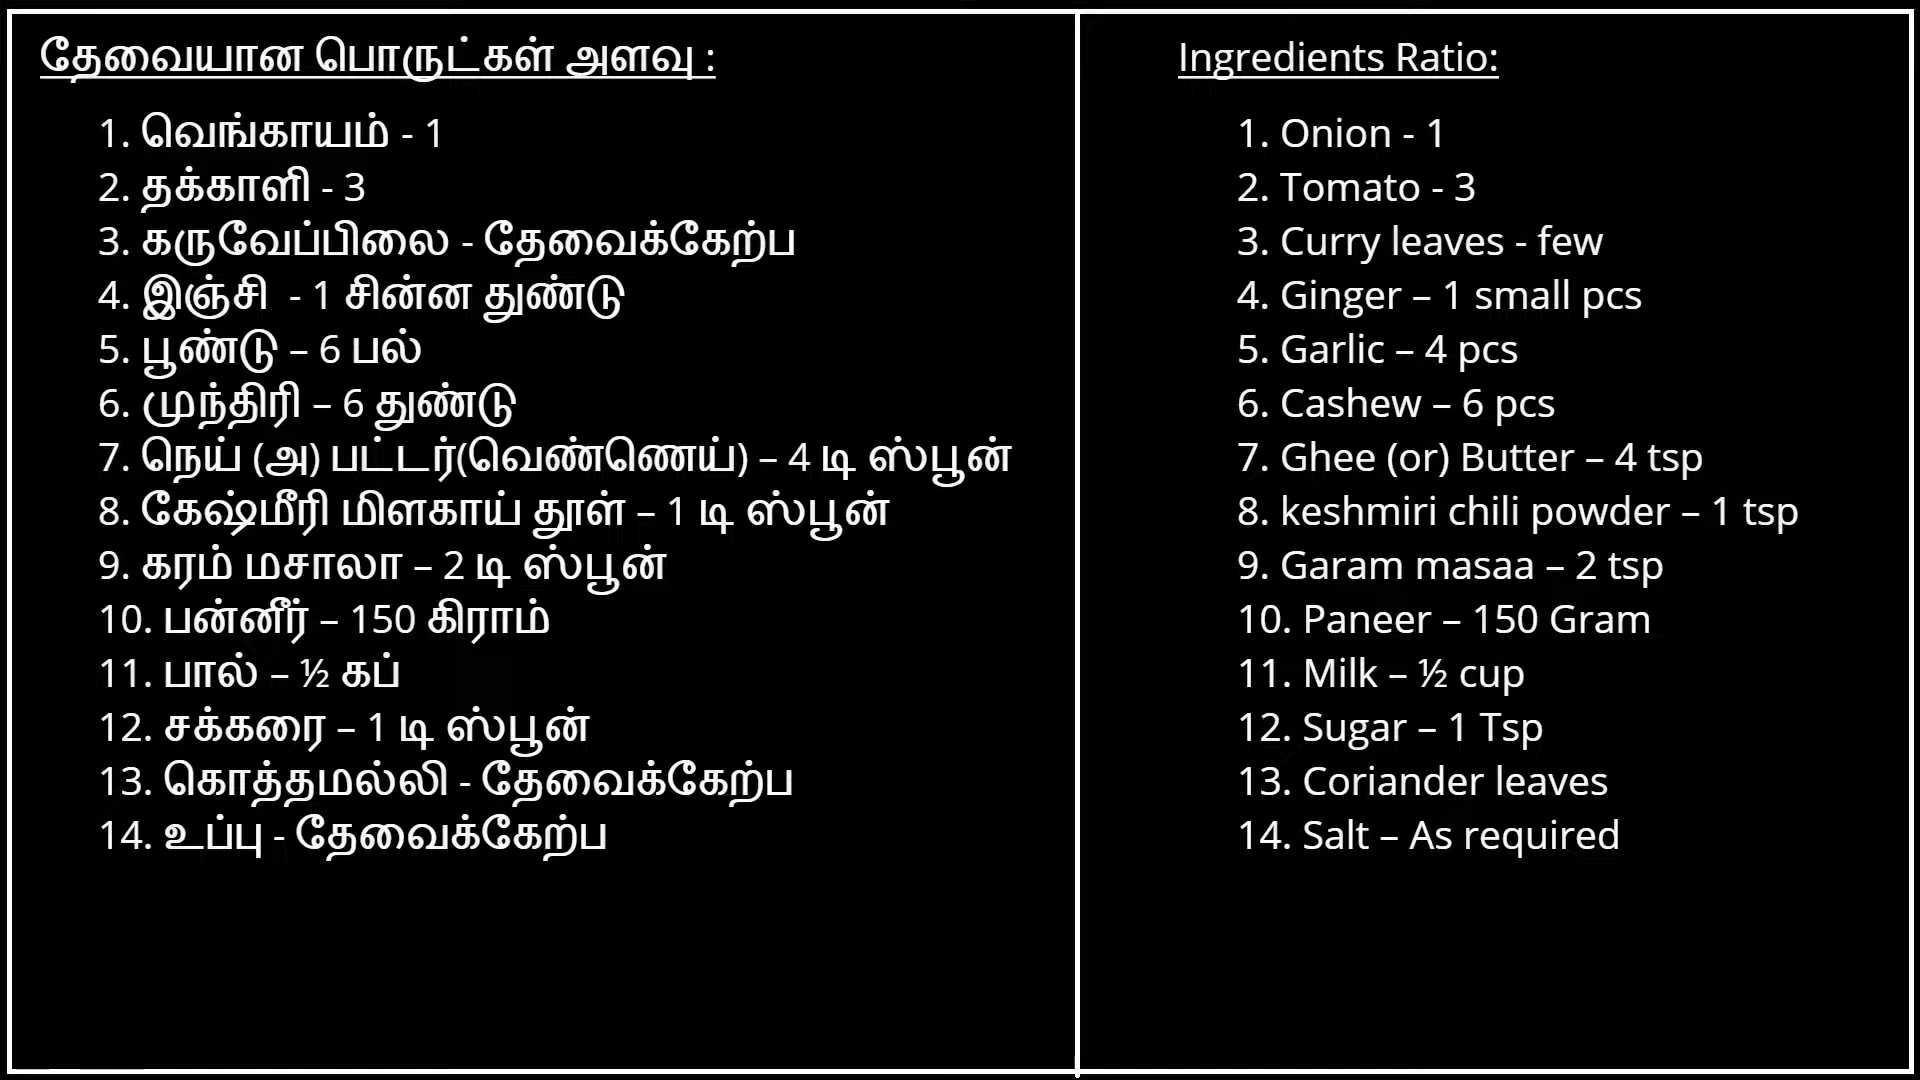 தேவையான பொருட்கள் அளவு :
1. வெங்காயம் - 1
2. தக்காளி - 3
3. கருவேப்பிலை - தேவைக்கேற்ப
4. இஞ்சி  - 1 சின்ன துண்டு
5. பூண்டு – 6 பல்
6. முந்திரி – 6 துண்டு
7. நெய் (அ) பட்டர்(வெண்ணெய்) – 4 டி ஸ்பூன்
8. கேஷ்மீரி மிளகாய் தூள் – 1 டி ஸ்பூன்
9. கரம் மசாலா – 2 டி ஸ்பூன்
10. பன்னீர் – 150 கிராம்
11. பால் – ½ கப்
12. சக்கரை – 1 டி ஸ்பூன்
13. கொத்தமல்லி - தேவைக்கேற்ப
14. உப்பு - தேவைக்கேற்ப
Ingredients Ratio:
1. Onion - 1
2. Tomato - 3
3. Curry leaves - few
4. Ginger – 1 small pcs
5. Garlic – 4 pcs
6. Cashew – 6 pcs
7. Ghee (or) Butter – 4 tsp
8. keshmiri chili powder – 1 tsp
9. Garam masaa – 2 tsp
10. Paneer – 150 Gram
11. Milk – ½ cup
12. Sugar – 1 Tsp
13. Coriander leaves
14. Salt – As required